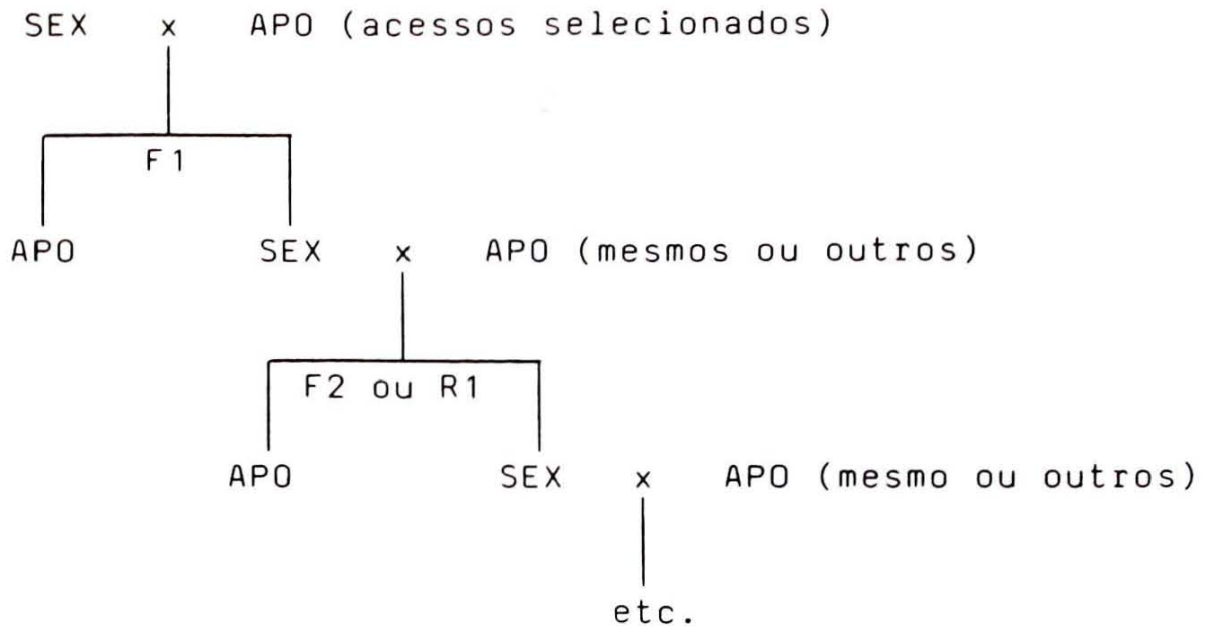 SEX x APO (acessos selecionados)
F1
APO SEX x APO (mesmos ou outros)
F2 ou R1
APO SEX x APO (mesmo ou outros)
etc.